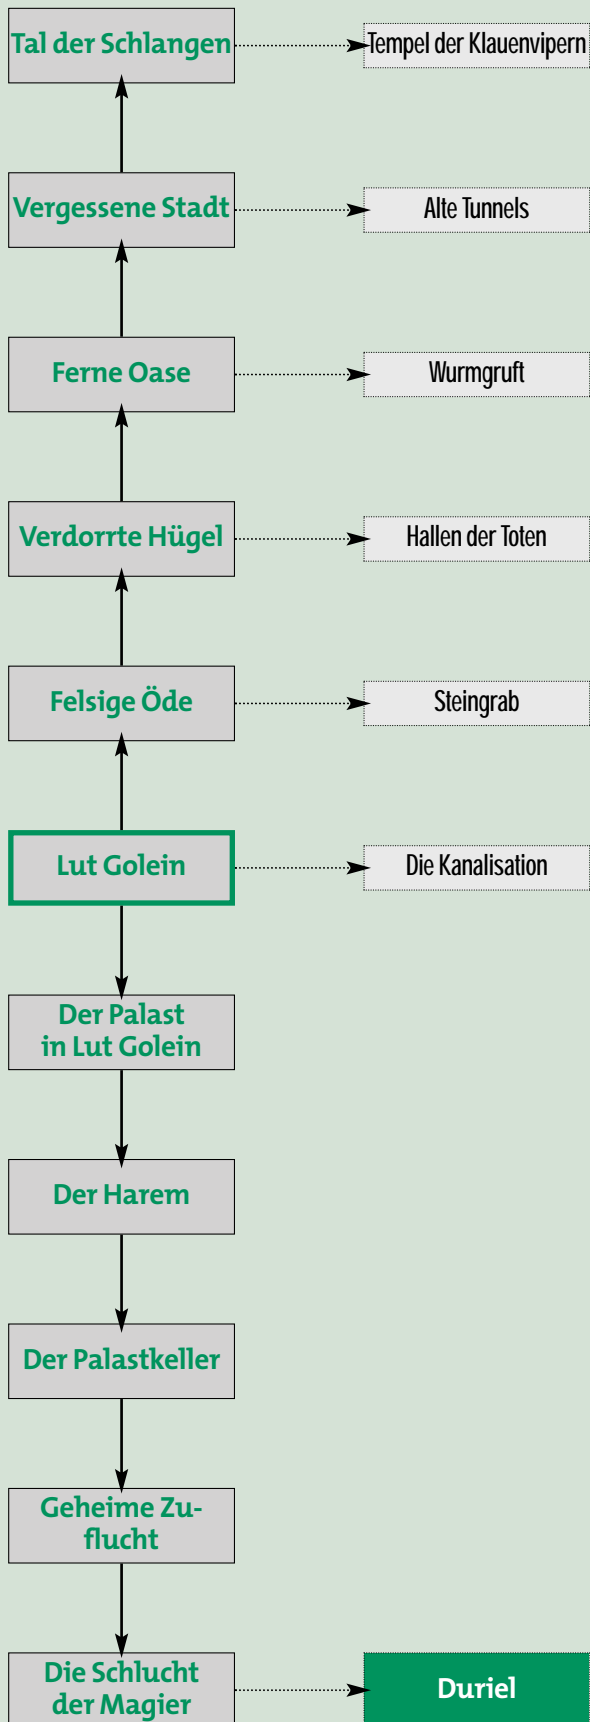 Tal der Schlangen
Tempel der Klauenvipern
Vergessene Stadt
Alte Tunnels
Ferne Oase
Wurmgruft
Verdorrte Hügel
Hallen der Toten
Felsige Öde
Steingrab
Lut Golein
Die Kanalisation
Der Palast
in Lut Golein
Der Harem
Der Palastkeller
Geheime Zu-
flucht
Die Schlucht
der Magier
Duriel